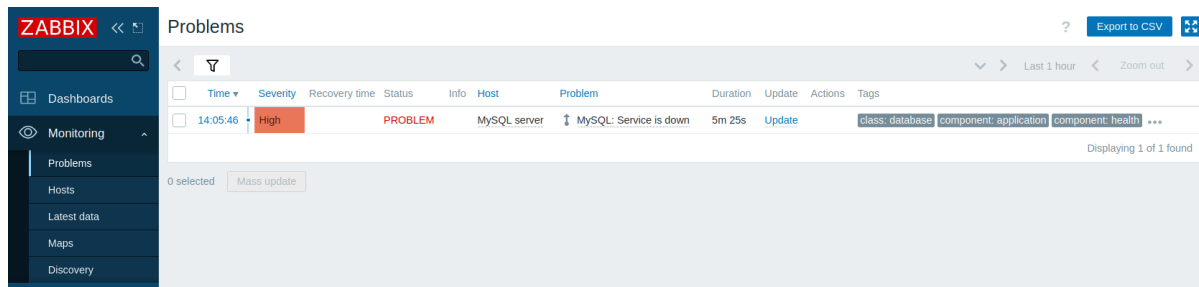 ZABBIX
Problems
? Export to CSV
Last 1 hour Zoom out
Time Severity Recovery time Status Info Host Problem Duration Update Actions Tags
14:05:46 High PROBLEM MySQL server MySQL: Service is down 5m 25s Update class: database component: application component: health
Displaying 1 of 1 found
0 selected Mass update
Dashboards
Monitoring
Problems
Hosts
Latest data
Maps
Discovery